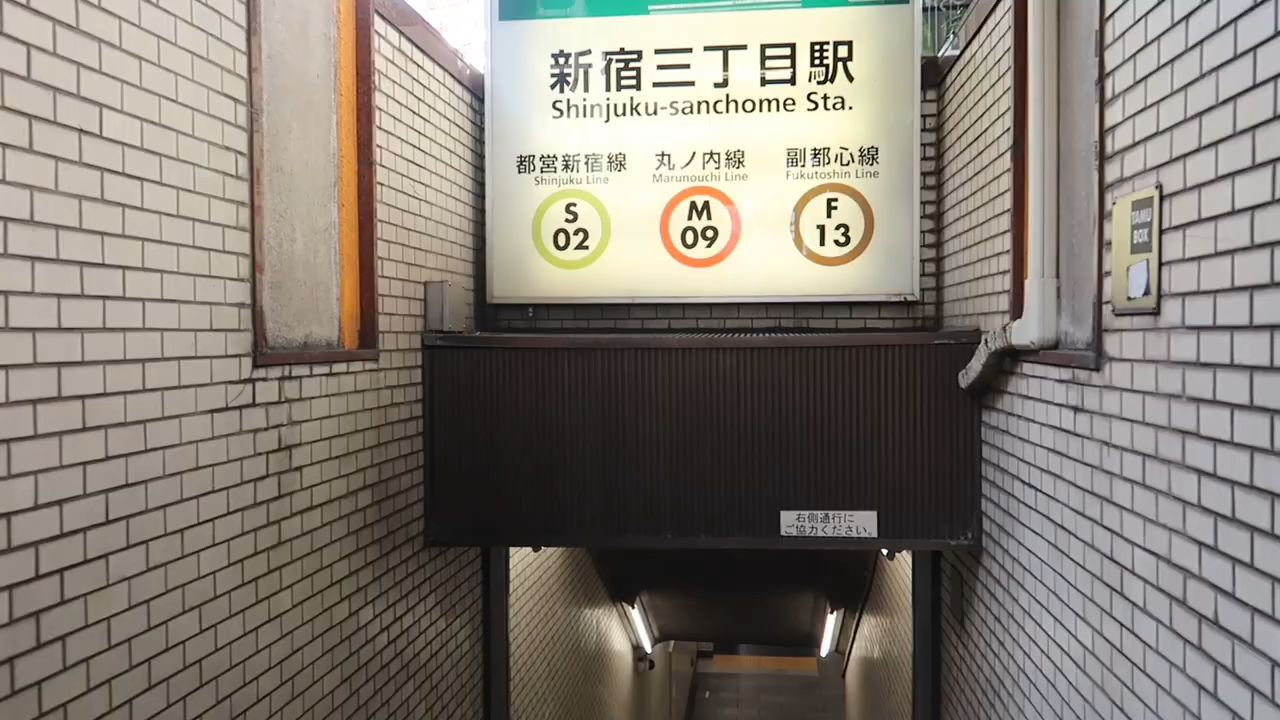 新宿三丁目駅
Shinjuku-sanchome Sta.
都営新宿線
Shinjuku Line
丸ノ内線
Marunouchi Line
副都心線
Fukutoshin Line
S
02
M
09
F
13
TAMU
BOX
右側通行に
ご協力ください。